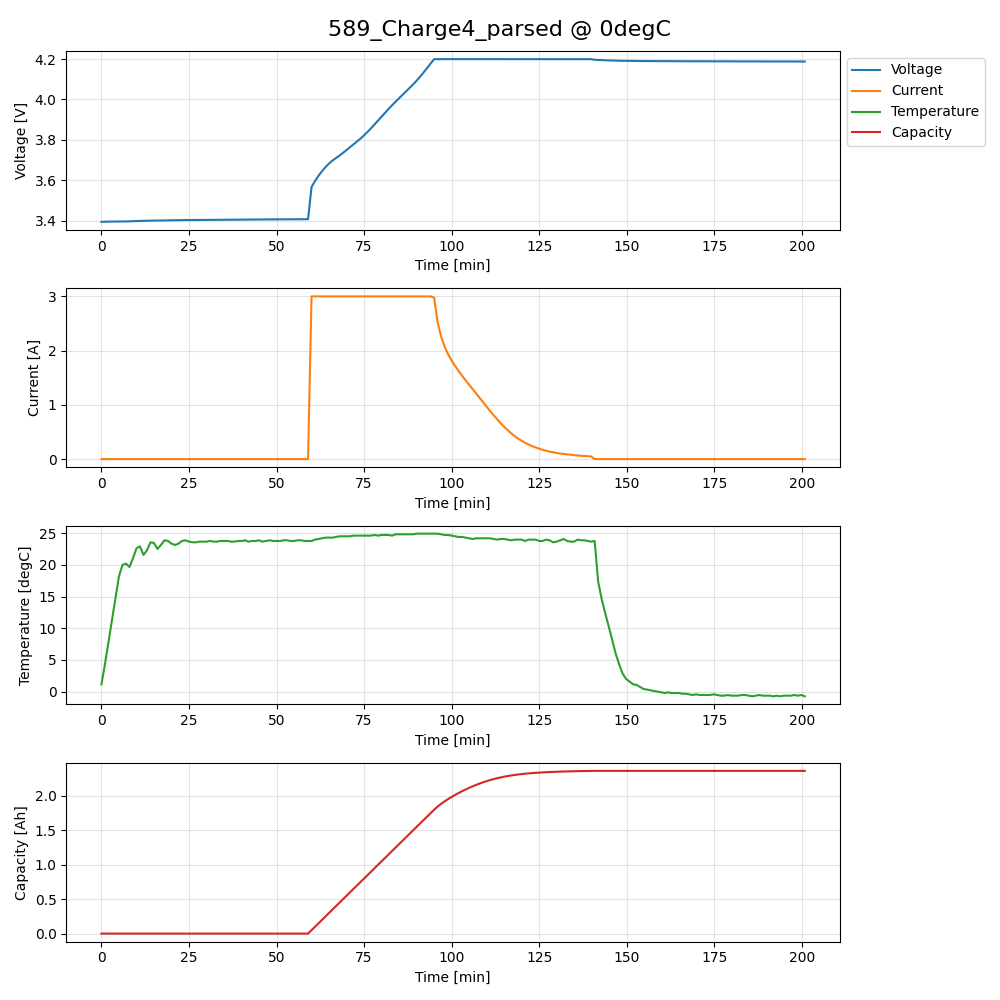 589_Charge4_parsed @ 0degC
Voltage
Current
Temperature
Capacity
Voltage [V]
4.2
4.0
3.8
3.6
3.4
0 25 50 75 100 125 150 175 200
Time [min]
Current [A]
3
2
1
0
0 25 50 75 100 125 150 175 200
Time [min]
Temperature [degC]
25
20
15
10
5
0
0 25 50 75 100 125 150 175 200
Time [min]
Capacity [Ah]
2.0
1.5
1.0
0.5
0.0
0 25 50 75 100 125 150 175 200
Time [min]